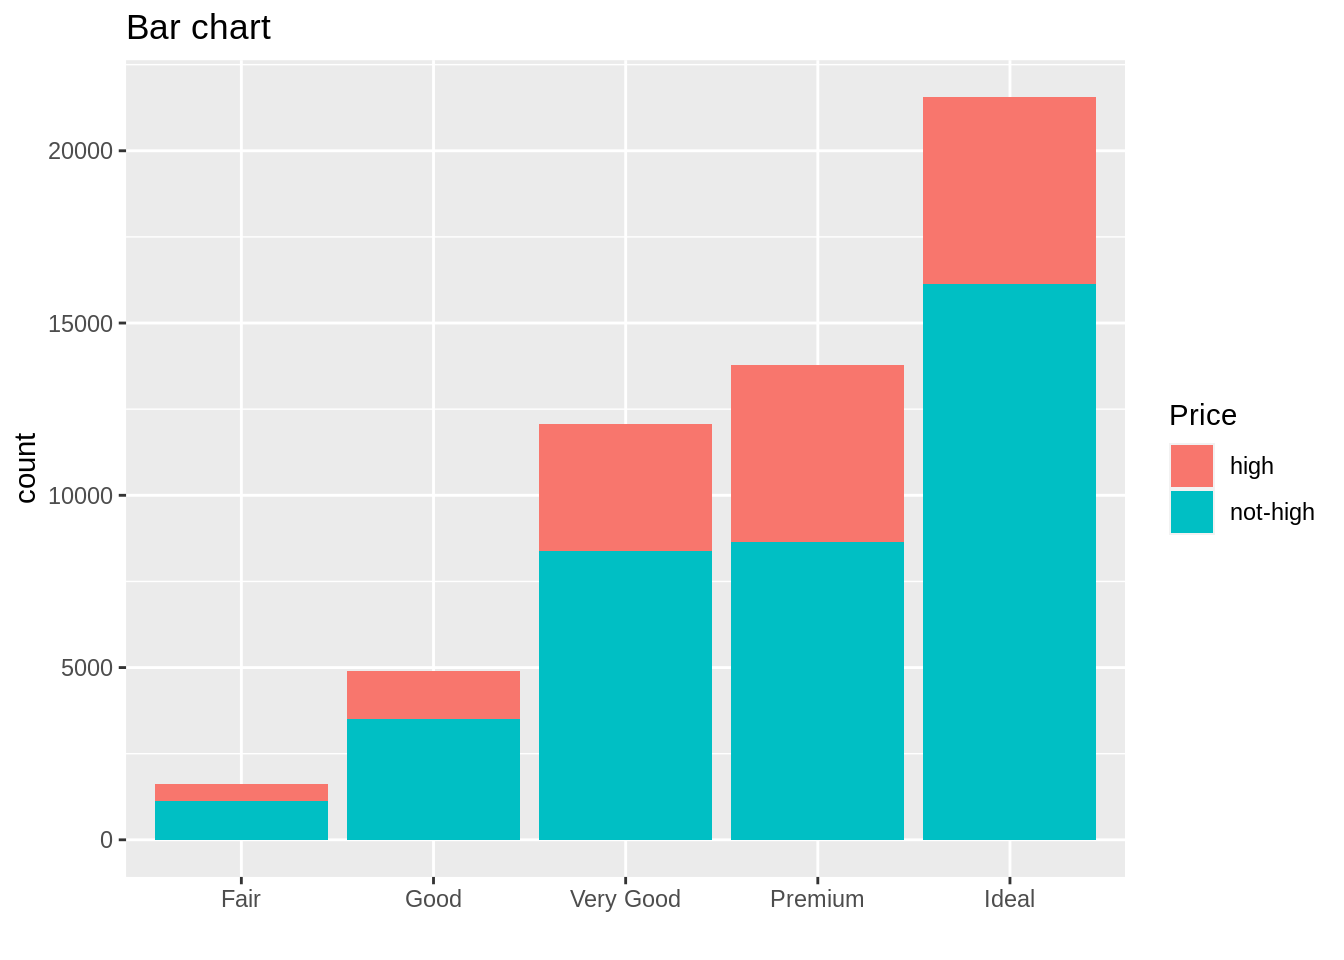 Bar chart
count
20000
15000
10000
5000
0
Fair
Good
Very Good
Premium
Ideal
Price
high
not-high